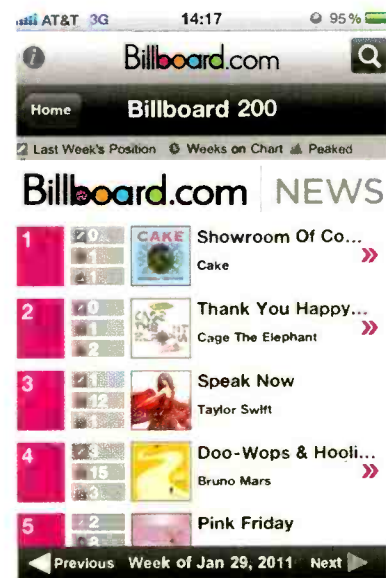 AT&T 3G 14:17 95%
i Billboard.com
Home Billboard 200
Last Week's Position Weeks on Chart Peaked
Billboard.com NEWS
1 0 CAKE Showroom Of Co... »
1 Cake
1
2 0 Thank You Happy... »
1 Cage The Elephant
2
3 1 Speak Now »
12 Taylor Swift
1
4 3 Doo-Wops & Hooli... »
15 Bruno Mars
3
5 2 Pink Friday
8
Previous Week of Jan 29, 2011 Next